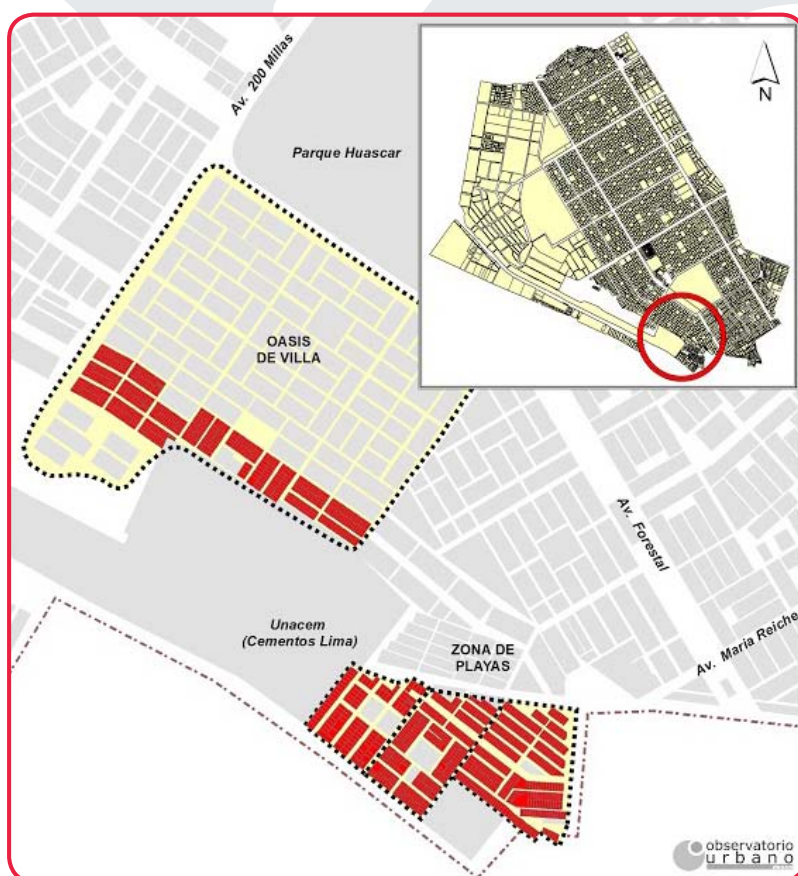 Av. 200 Millas
Parque Huascar
N
OASIS
DE VILLA
Av. Forestal
Unacem
(Cementos Lima)
ZONA DE
PLAYAS
Av. Maria Reiche
observatorio
urbano